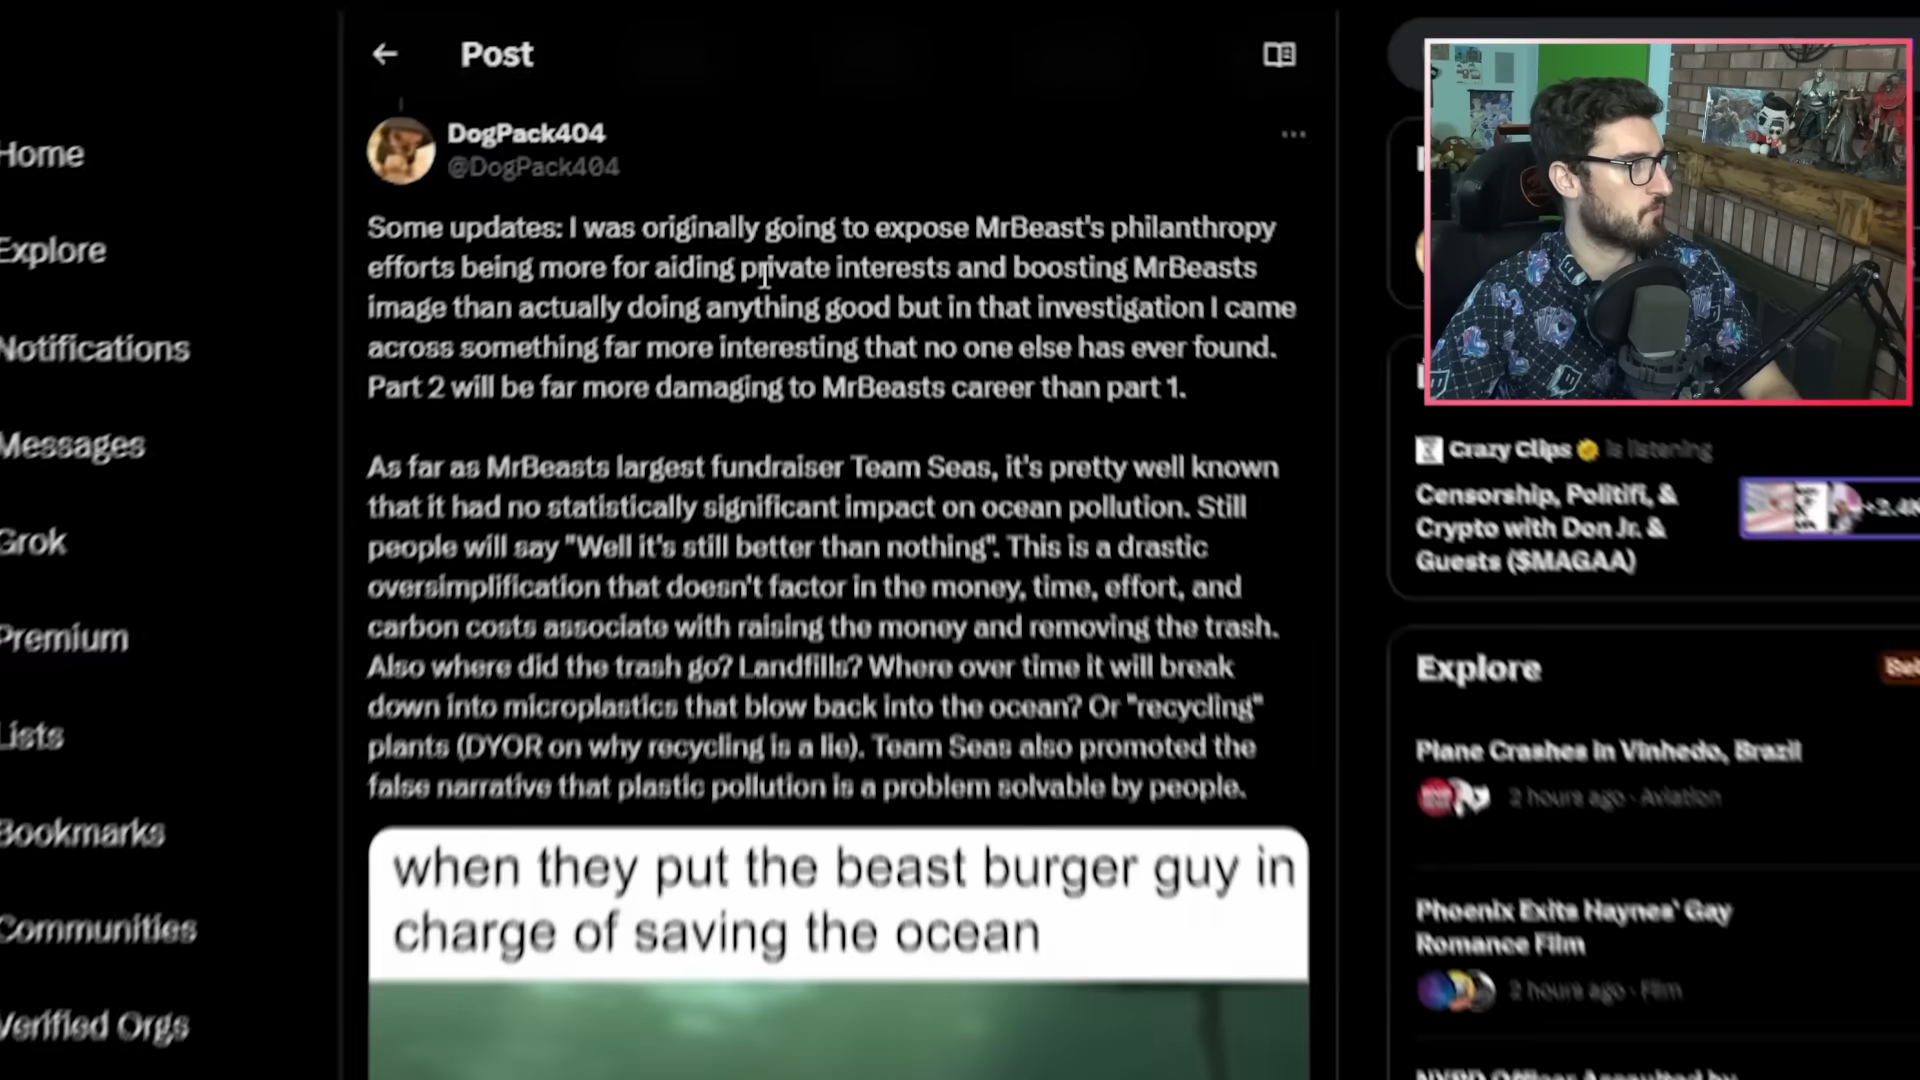 Post
Home
Explore
Notifications
Messages
Grok
Premium
Lists
Bookmarks
Communities
Verified Orgs
DogPack404
@DogPack404
Some updates: I was originally going to expose MrBeast's philanthropy
efforts being more for aiding private interests and boosting MrBeasts
image than actually doing anything good but in that investigation I came
across something far more interesting that no one else has ever found.
Part 2 will be far more damaging to MrBeasts career than part 1.
As far as MrBeasts largest fundraiser Team Seas, it's pretty well known
that it had no statistically significant impact on ocean pollution. Still
people will say "Well it's still better than nothing". This is a drastic
oversimplification that doesn't factor in the money, time, effort, and
carbon costs associate with raising the money and removing the trash.
Also where did the trash go? Landfills? Where over time it will break
down into microplastics that blow back into the ocean? Or "recycling"
plants (DYOR on why recycling is a lie). Team Seas also promoted the
false narrative that plastic pollution is a problem solvable by people.
when they put the beast burger guy in
charge of saving the ocean
Crazy Clips is listening
Censorship, Politifi, &
Crypto with Don Jr. &
Guests ($MAGAA)
+2.4K
Explore
Plane Crashes in Vinhedo, Brazil
2 hours ago · Aviation
Phoenix Exits Haynes' Gay
Romance Film
2 hours ago · Film